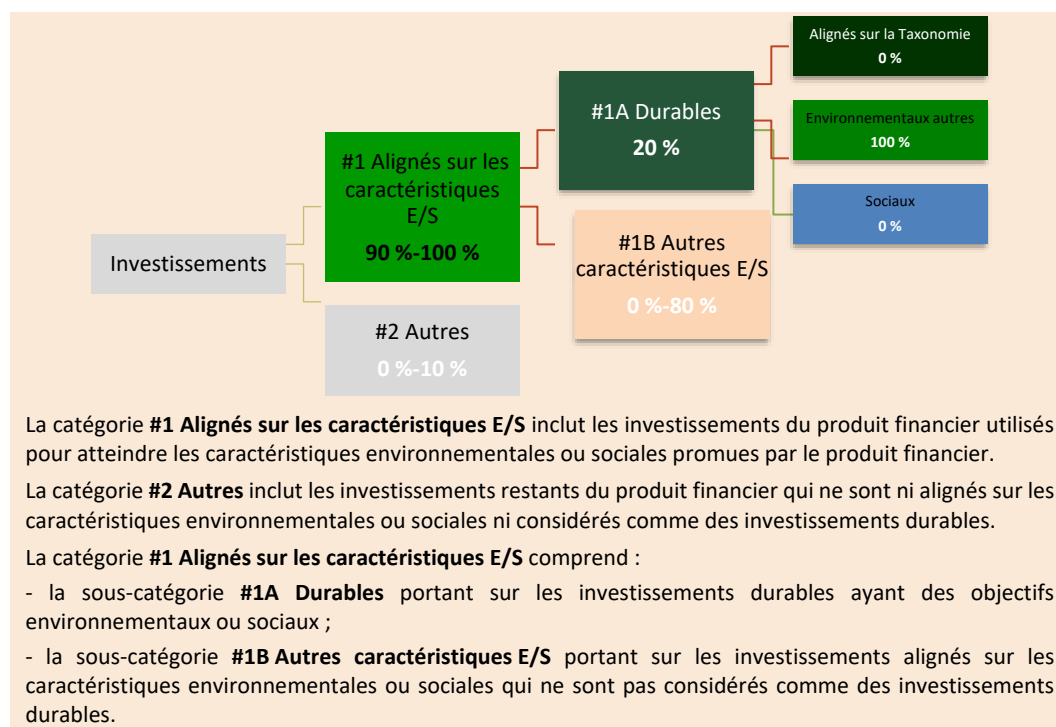 Investissements
#1 Alignés sur les
caractéristiques
E/S
90 %-100 %
#2 Autres
0 %-10 %
#1A Durables
20 %
#1B Autres
caractéristiques E/S
0 %-80 %
Alignés sur la Taxonomie
0 %
Environnementaux autres
100 %
Sociaux
0 %
La catégorie #1 Alignés sur les caractéristiques E/S inclut les investissements du produit financier utilisés
pour atteindre les caractéristiques environnementales ou sociales promues par le produit financier.
La catégorie #2 Autres inclut les investissements restants du produit financier qui ne sont ni alignés sur les
caractéristiques environnementales ou sociales ni considérés comme des investissements durables.
La catégorie #1 Alignés sur les caractéristiques E/S comprend :
- la sous-catégorie #1A Durables portant sur les investissements durables ayant des objectifs
environnementaux ou sociaux ;
- la sous-catégorie #1B Autres caractéristiques E/S portant sur les investissements alignés sur les
caractéristiques environnementales ou sociales qui ne sont pas considérés comme des investissements
durables.